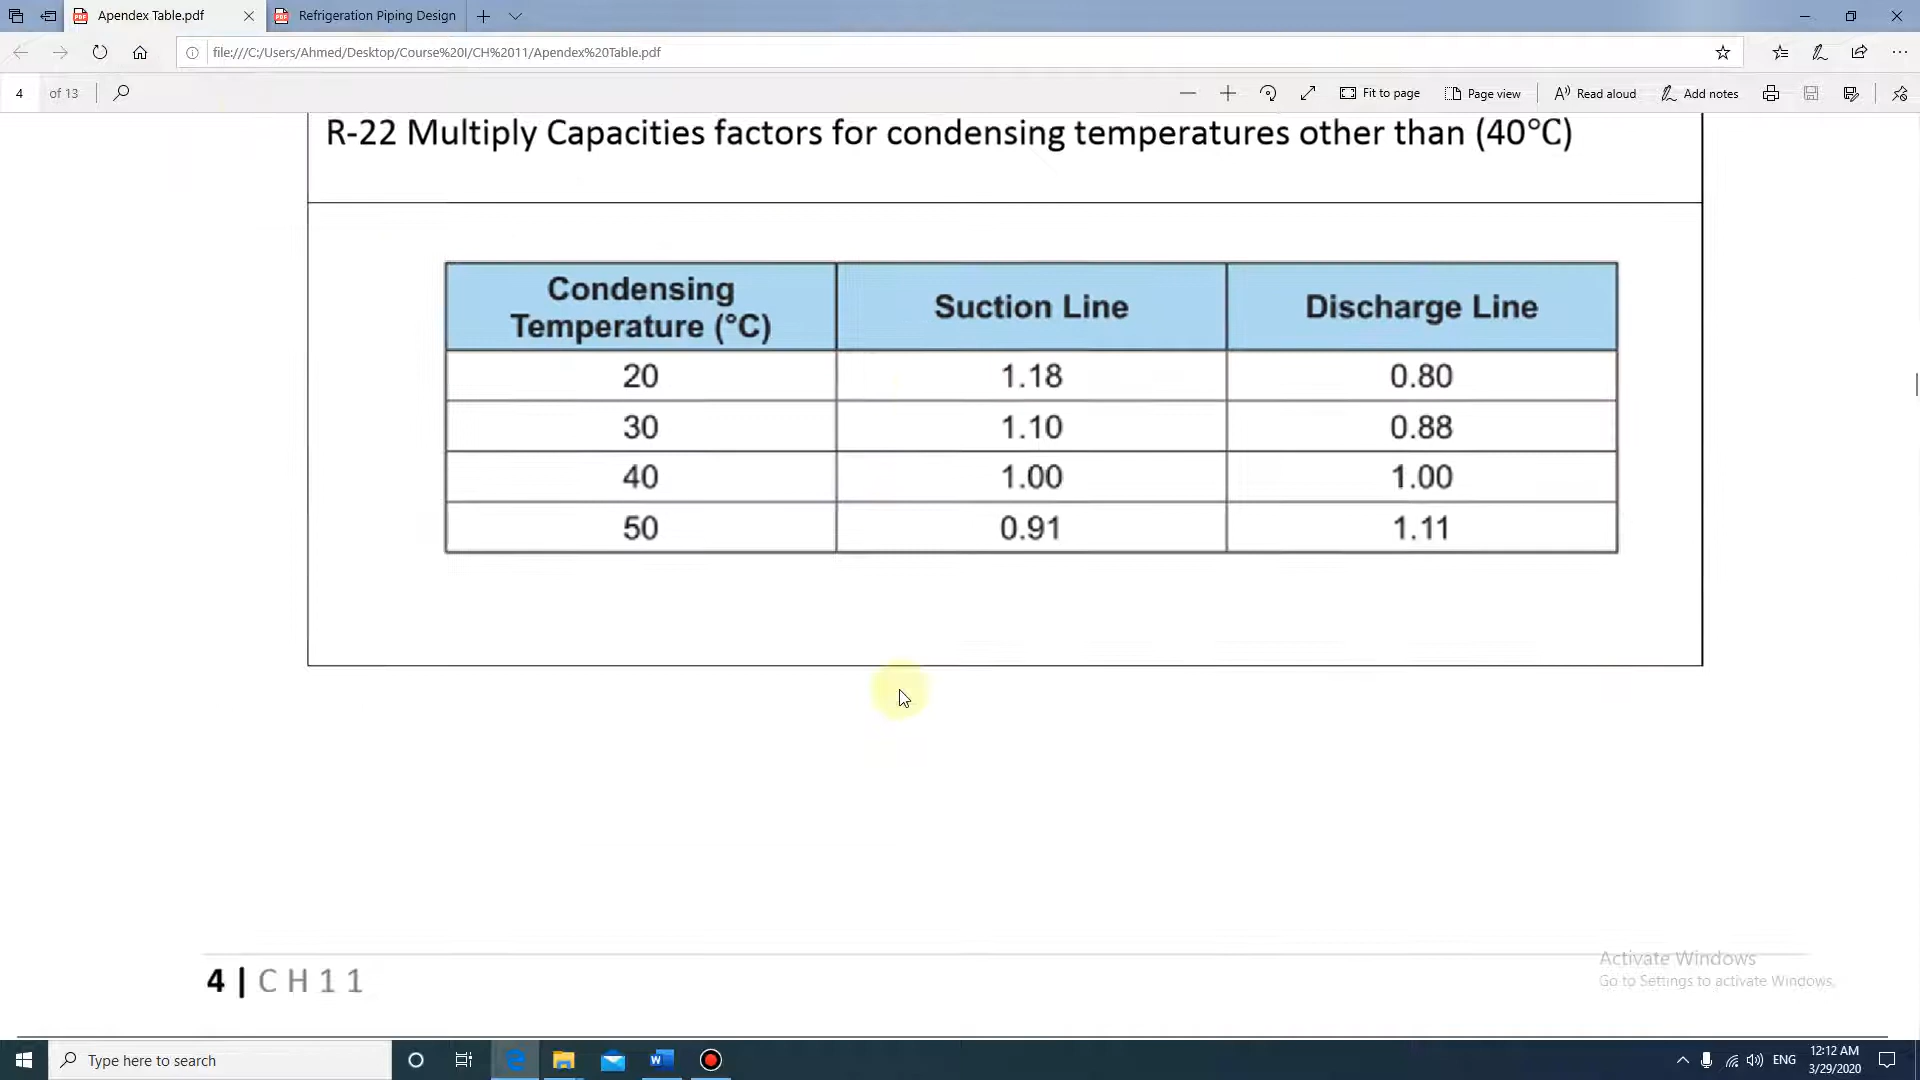 Apendex Table.pdf
Refrigeration Piping Design
file:///C:/Users/Ahmed/Desktop/Course%20I/CH%2011/Apendex%20Table.pdf
4 of 13
Fit to page
Page view
Read aloud
Add notes
R-22 Multiply Capacities factors for condensing temperatures other than (40°C)
Condensing Temperature (°C) Suction Line Discharge Line
20 1.18 0.80
30 1.10 0.88
40 1.00 1.00
50 0.91 1.11
4 | CH11
Activate Windows
Go to Settings to activate Windows.
Type here to search
ENG
12:12 AM
3/29/2020